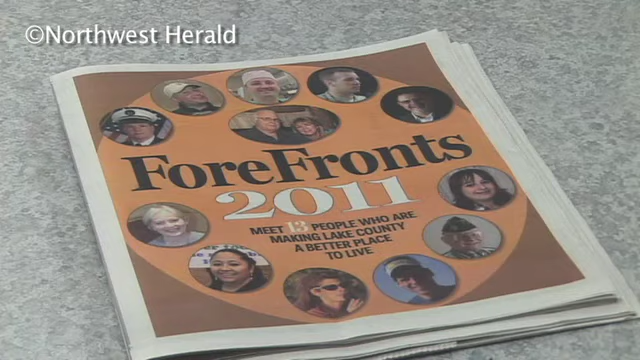 ©Northwest Herald
ForeFronts
2011
MEET 13 PEOPLE WHO ARE
MAKING LAKE COUNTY
A BETTER PLACE
TO LIVE